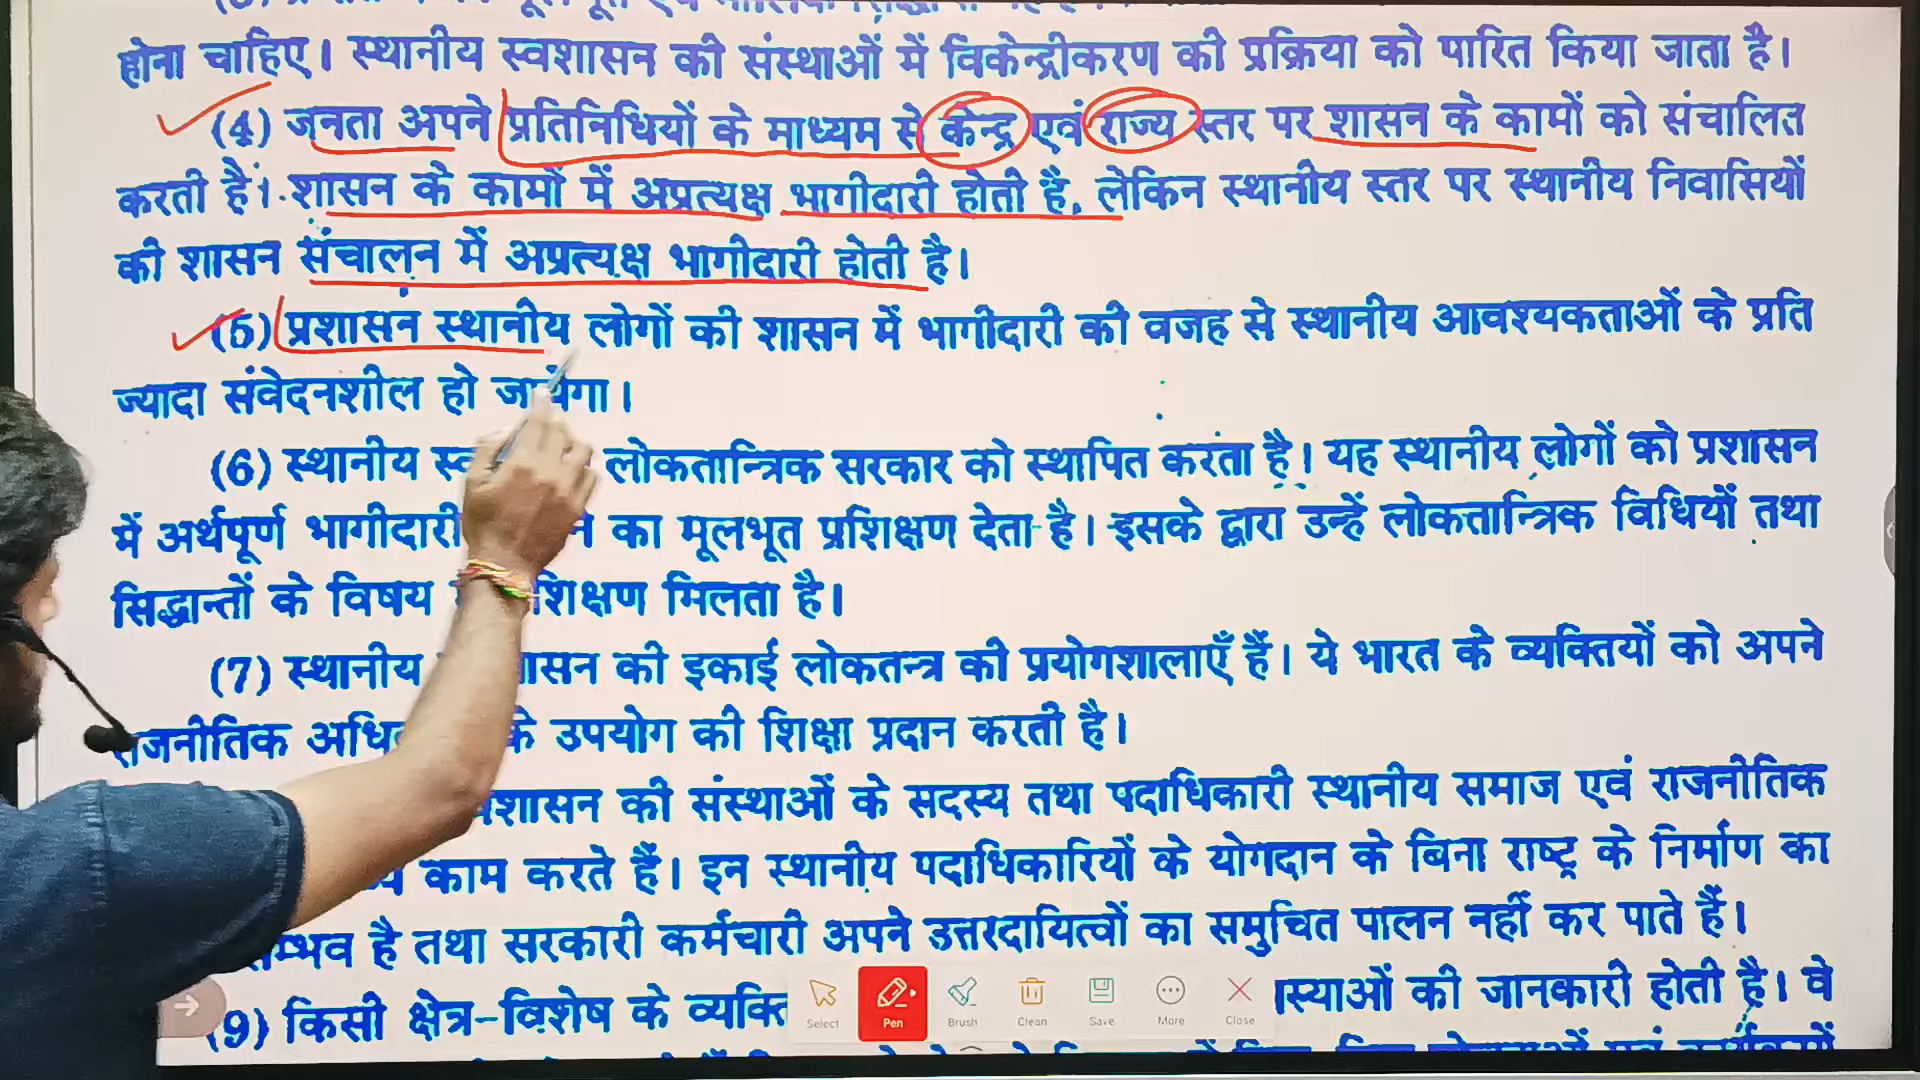 होना चाहिए। स्थानीय स्वशासन की संस्थाओं में विकेन्द्रीकरण की प्रक्रिया को पारित किया जाता है।
(4) जनता अपने प्रतिनिधियों के माध्यम से केन्द्र एवं राज्य स्तर पर शासन के कामों को संचालित
करती है। शासन के कामों में अप्रत्यक्ष भागीदारी होती है, लेकिन स्थानीय स्तर पर स्थानीय निवासियों
की शासन संचालन में अप्रत्यक्ष भागीदारी होती है।
(5) प्रशासन स्थानीय लोगों की शासन में भागीदारी की वजह से स्थानीय आवश्यकताओं के प्रति
ज्यादा संवेदनशील हो जायेगा।
(6) स्थानीय लोकतान्त्रिक सरकार को स्थापित करता है। यह स्थानीय लोगों को प्रशासन
में अर्थपूर्ण भागीदारी का मूलभूत प्रशिक्षण देता है। इसके द्वारा उन्हें लोकतान्त्रिक विधियों तथा
सिद्धान्तों के विषय शिक्षण मिलता है।
(7) स्थानीय की इकाई लोकतन्त्र की प्रयोगशालाएँ हैं। ये भारत के व्यक्तियों को अपने
उपयोग की शिक्षा प्रदान करती है।
की संस्थाओं के सदस्य तथा पदाधिकारी स्थानीय समाज एवं राजनीतिक
काम करते हैं। इन स्थानीय पदाधिकारियों के योगदान के बिना राष्ट्र के निर्माण का
है तथा सरकारी कर्मचारी अपने उत्तरदायित्वों का समुचित पालन नहीं कर पाते हैं।
(9) किसी क्षेत्र-विशेष के की जानकारी होती है। वे
Select Pen Brush Clean Save More Close